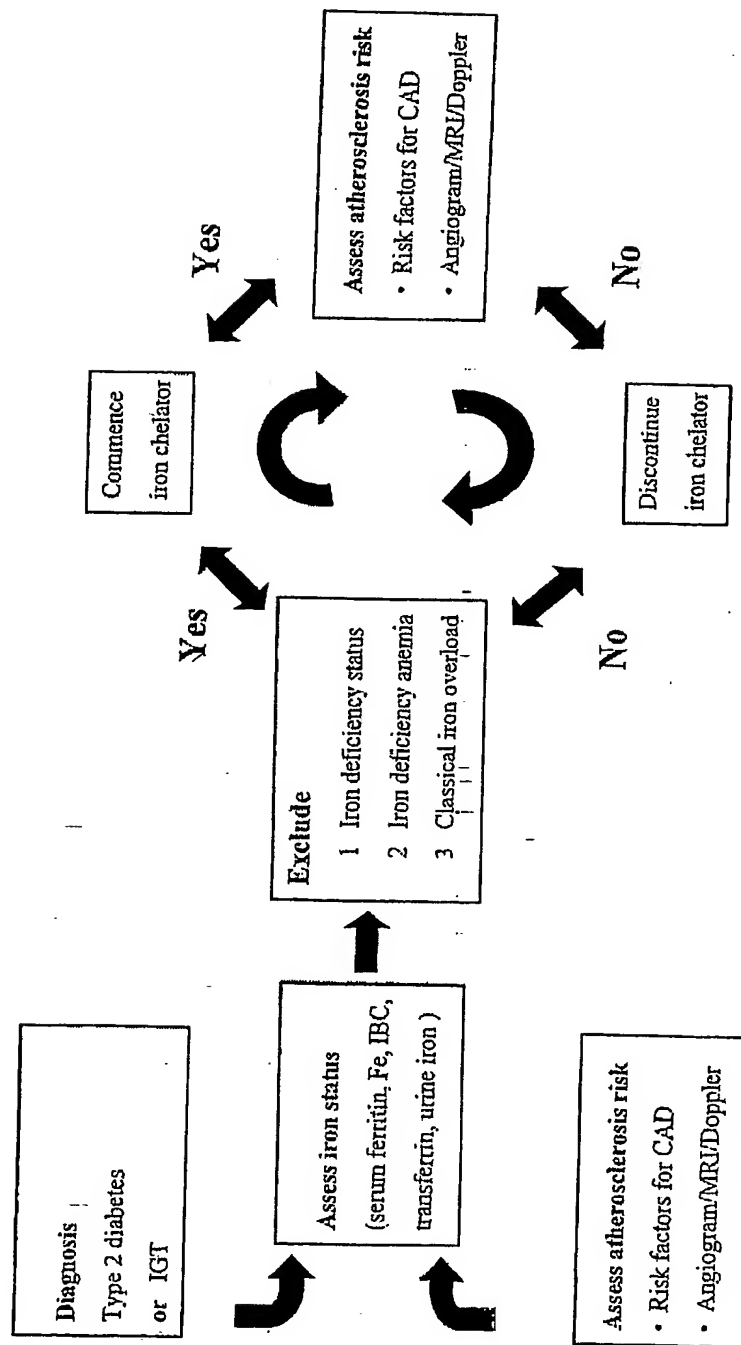 Diagnosis
Type 2 diabetes
or IGT
Assess atherosclerosis risk
• Risk factors for CAD
• Angiogram/MRI/Doppler
Assess iron status
(serum ferritin, Fe, IBC,
transferrin, urine iron )
Exclude
1 Iron deficiency status
2 Iron deficiency anemia
3 Classical iron overload
Yes
No
Commence
iron chelator
Discontinue
iron chelator
Yes
No
Assess atherosclerosis risk
• Risk factors for CAD
• Angiogram/MRI/Doppler